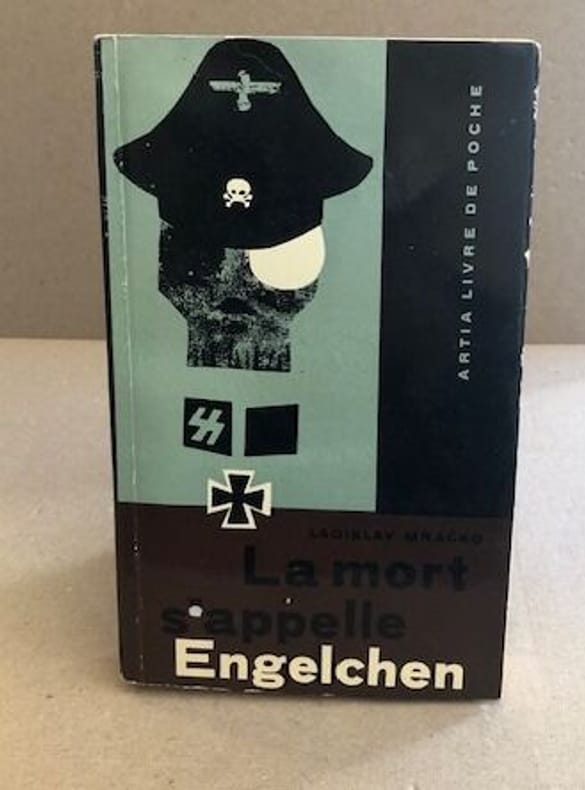 ARTIA LIVRE DE POCHE
LADISLAV MŇAČKO
La mort
s'appelle
Engelchen